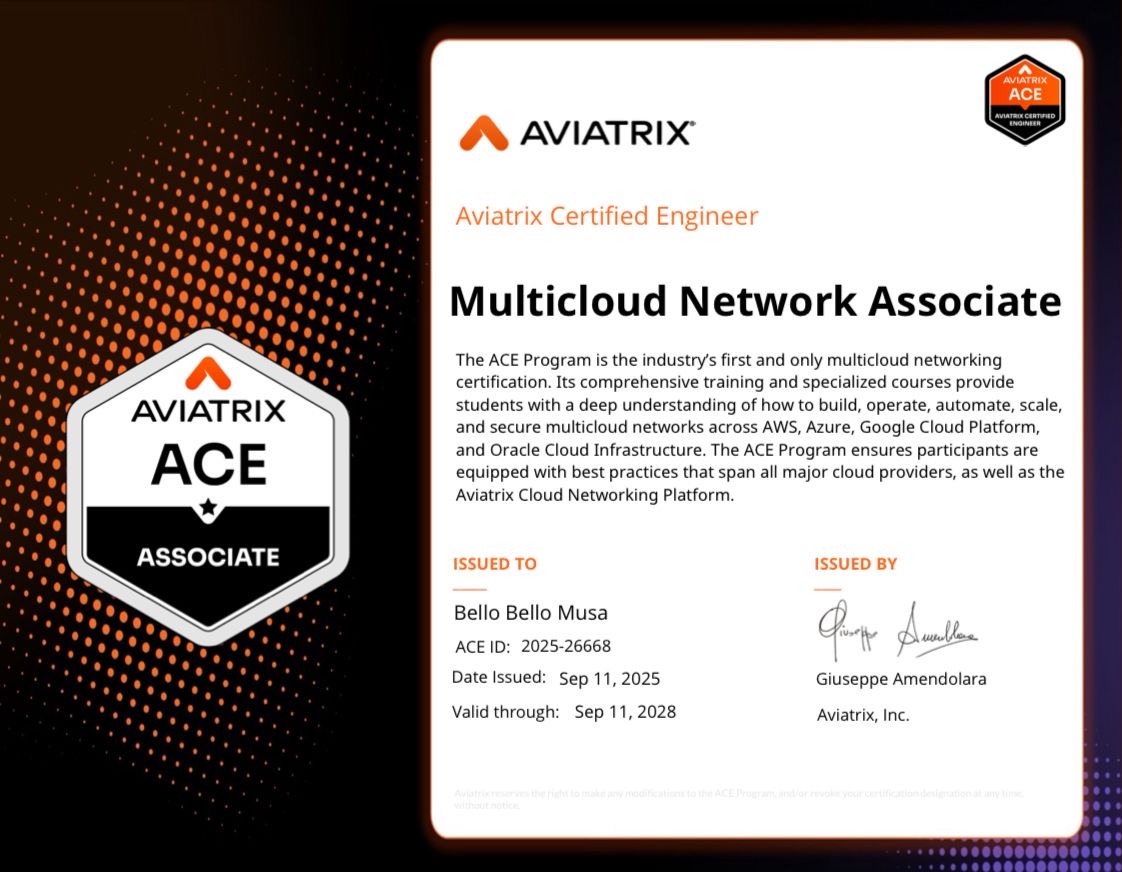 AVIATRIX
ACE
AVIATRIX CERTIFIED
ENGINEER
AVIATRIX®
Aviatrix Certified Engineer
Multicloud Network Associate
The ACE Program is the industry’s first and only multicloud networking
certification. Its comprehensive training and specialized courses provide
students with a deep understanding of how to build, operate, automate, scale,
and secure multicloud networks across AWS, Azure, Google Cloud Platform,
and Oracle Cloud Infrastructure. The ACE Program ensures participants are
equipped with best practices that span all major cloud providers, as well as the
Aviatrix Cloud Networking Platform.
AVIATRIX
ACE
ASSOCIATE
ISSUED TO
Bello Bello Musa
ACE ID: 2025-26668
Date Issued: Sep 11, 2025
Valid through: Sep 11, 2028
ISSUED BY
Giuseppe Amendolara
Giuseppe Amendolara
Aviatrix, Inc.
Aviatrix reserves the right to make any modifications to the ACE Program, and/or revoke your certification designation at any time,
without notice.